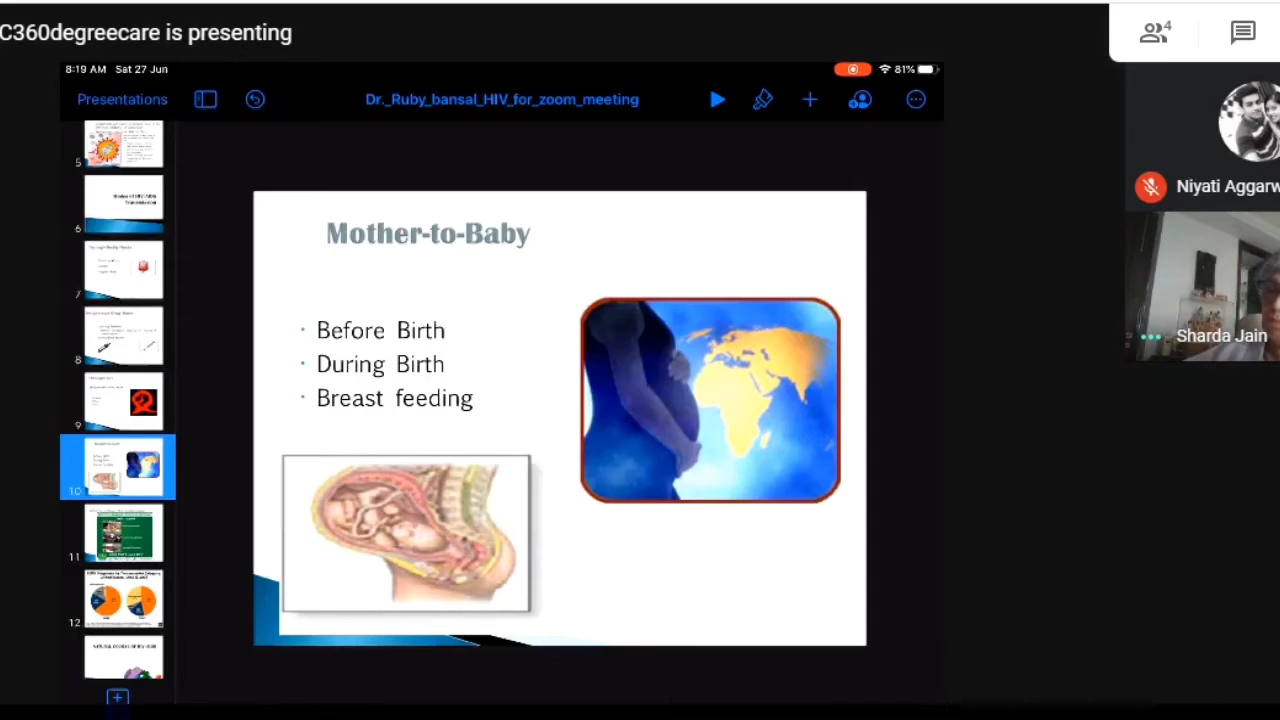 C360degreecare is presenting
4
8:19 AM Sat 27 Jun
81%
Presentations
Dr._Ruby_bansal_HIV_for_zoom_meeting
5
6
7
8
9
10
11
12
Mother-to-Baby
· Before Birth
· During Birth
· Breast feeding
Niyati Aggarw
Sharda Jain